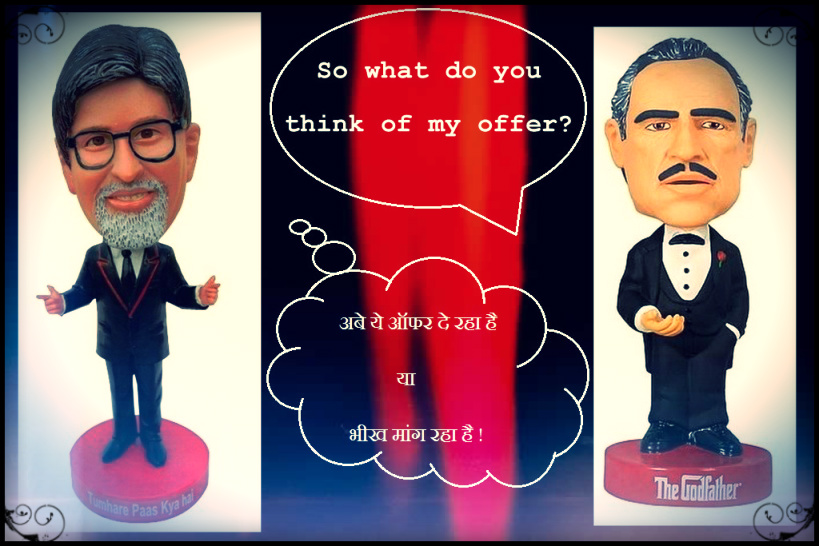 So what do you
think of my offer?
अबे ये ऑफर दे रहा है
या
भीख मांग रहा है !
Tumhare Paas Kya hai
The Godfather